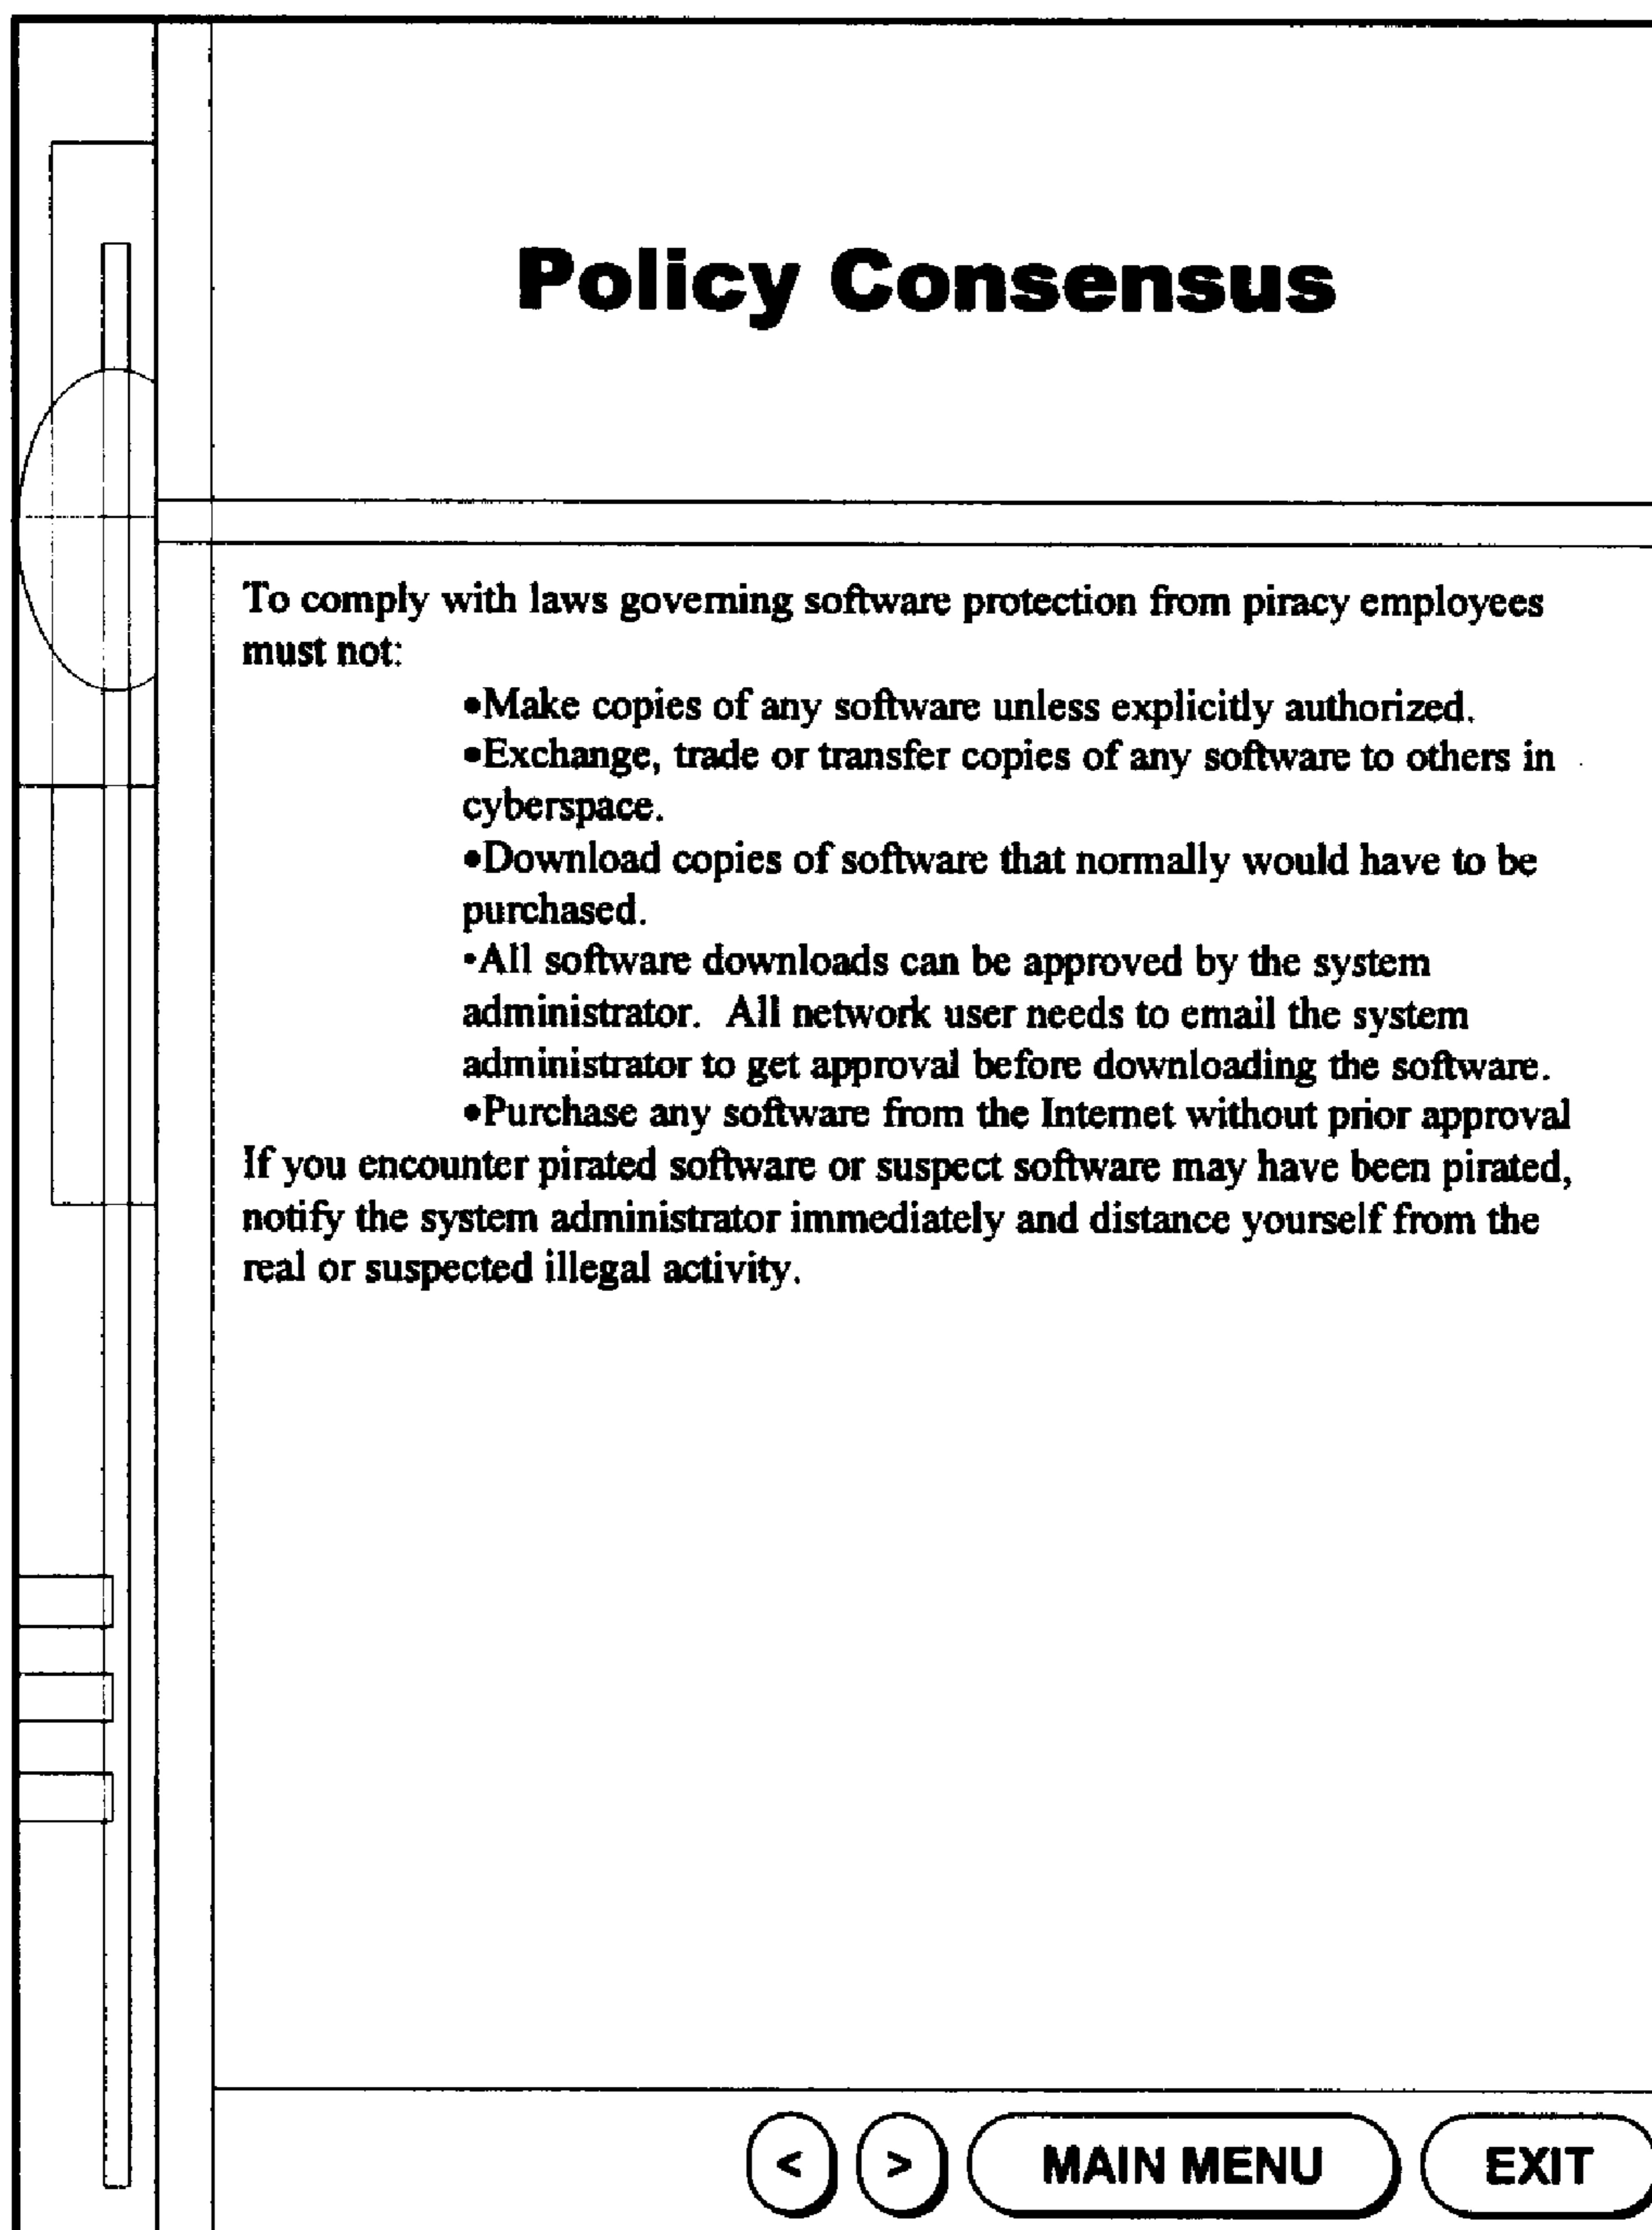 Policy Consensus
To comply with laws governing software protection from piracy employees
must not:
•Make copies of any software unless explicitly authorized.
•Exchange, trade or transfer copies of any software to others in
cyberspace.
•Download copies of software that normally would have to be
purchased.
•All software downloads can be approved by the system
administrator. All network user needs to email the system
administrator to get approval before downloading the software.
•Purchase any software from the Internet without prior approval
If you encounter pirated software or suspect software may have been pirated,
notify the system administrator immediately and distance yourself from the
real or suspected illegal activity.
< > MAIN MENU EXIT